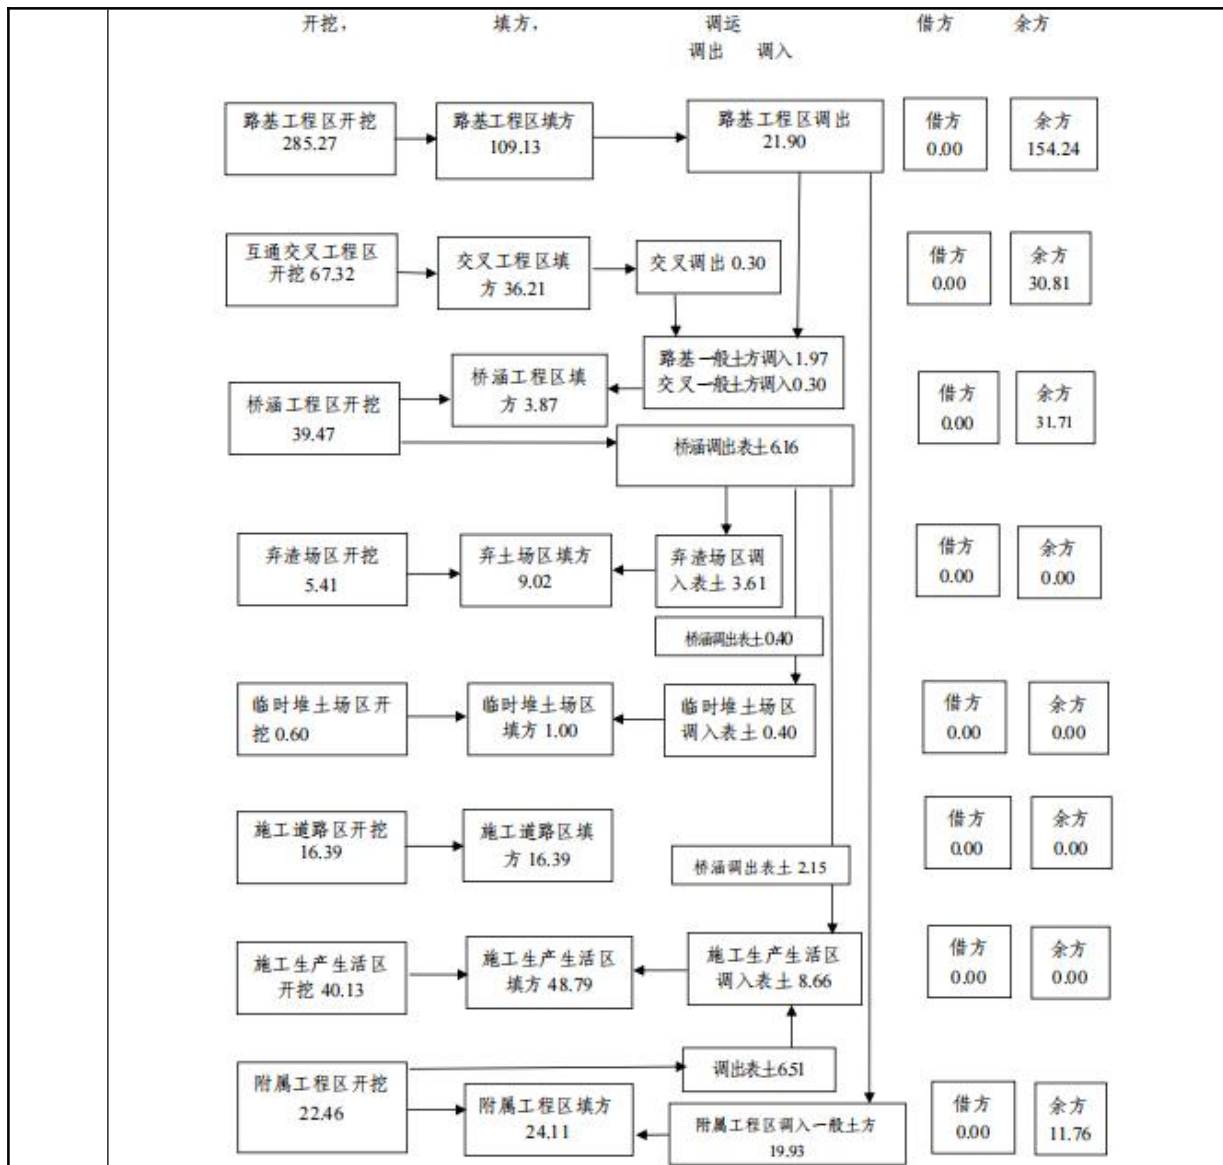 开挖, 填方, 调运 借方 余方
调出 调入
路基工程区开挖
285.27
路基工程区填方
109.13
路基工程区调出
21.90
借方
0.00
余方
154.24
互通交叉工程区
开挖 67.32
交叉工程区填
方 36.21
交叉调出 0.30
借方
0.00
余方
30.81
路基一般土方调入1.97
交叉一般土方调入0.30
桥涵工程区填
方 3.87
桥涵工程区开挖
39.47
借方
0.00
余方
31.71
桥涵调出表土6.16
弃渣场区开挖
5.41
弃土场区填方
9.02
弃渣场区调
入表土 3.61
借方
0.00
余方
0.00
桥涵调出表土0.40
临时堆土场区开
挖 0.60
临时堆土场区
填方 1.00
临时堆土场区
调入表土 0.40
借方
0.00
余方
0.00
施工道路区开挖
16.39
施工道路区填
方 16.39
借方
0.00
余方
0.00
桥涵调出表土 2.15
施工生产生活区
开挖 40.13
施工生产生活区
填方 48.79
施工生产生活区
调入表土 8.66
借方
0.00
余方
0.00
调出表土6.51
附属工程区开挖
22.46
附属工程区填方
24.11
附属工程区调入一般土方
19.93
借方
0.00
余方
11.76